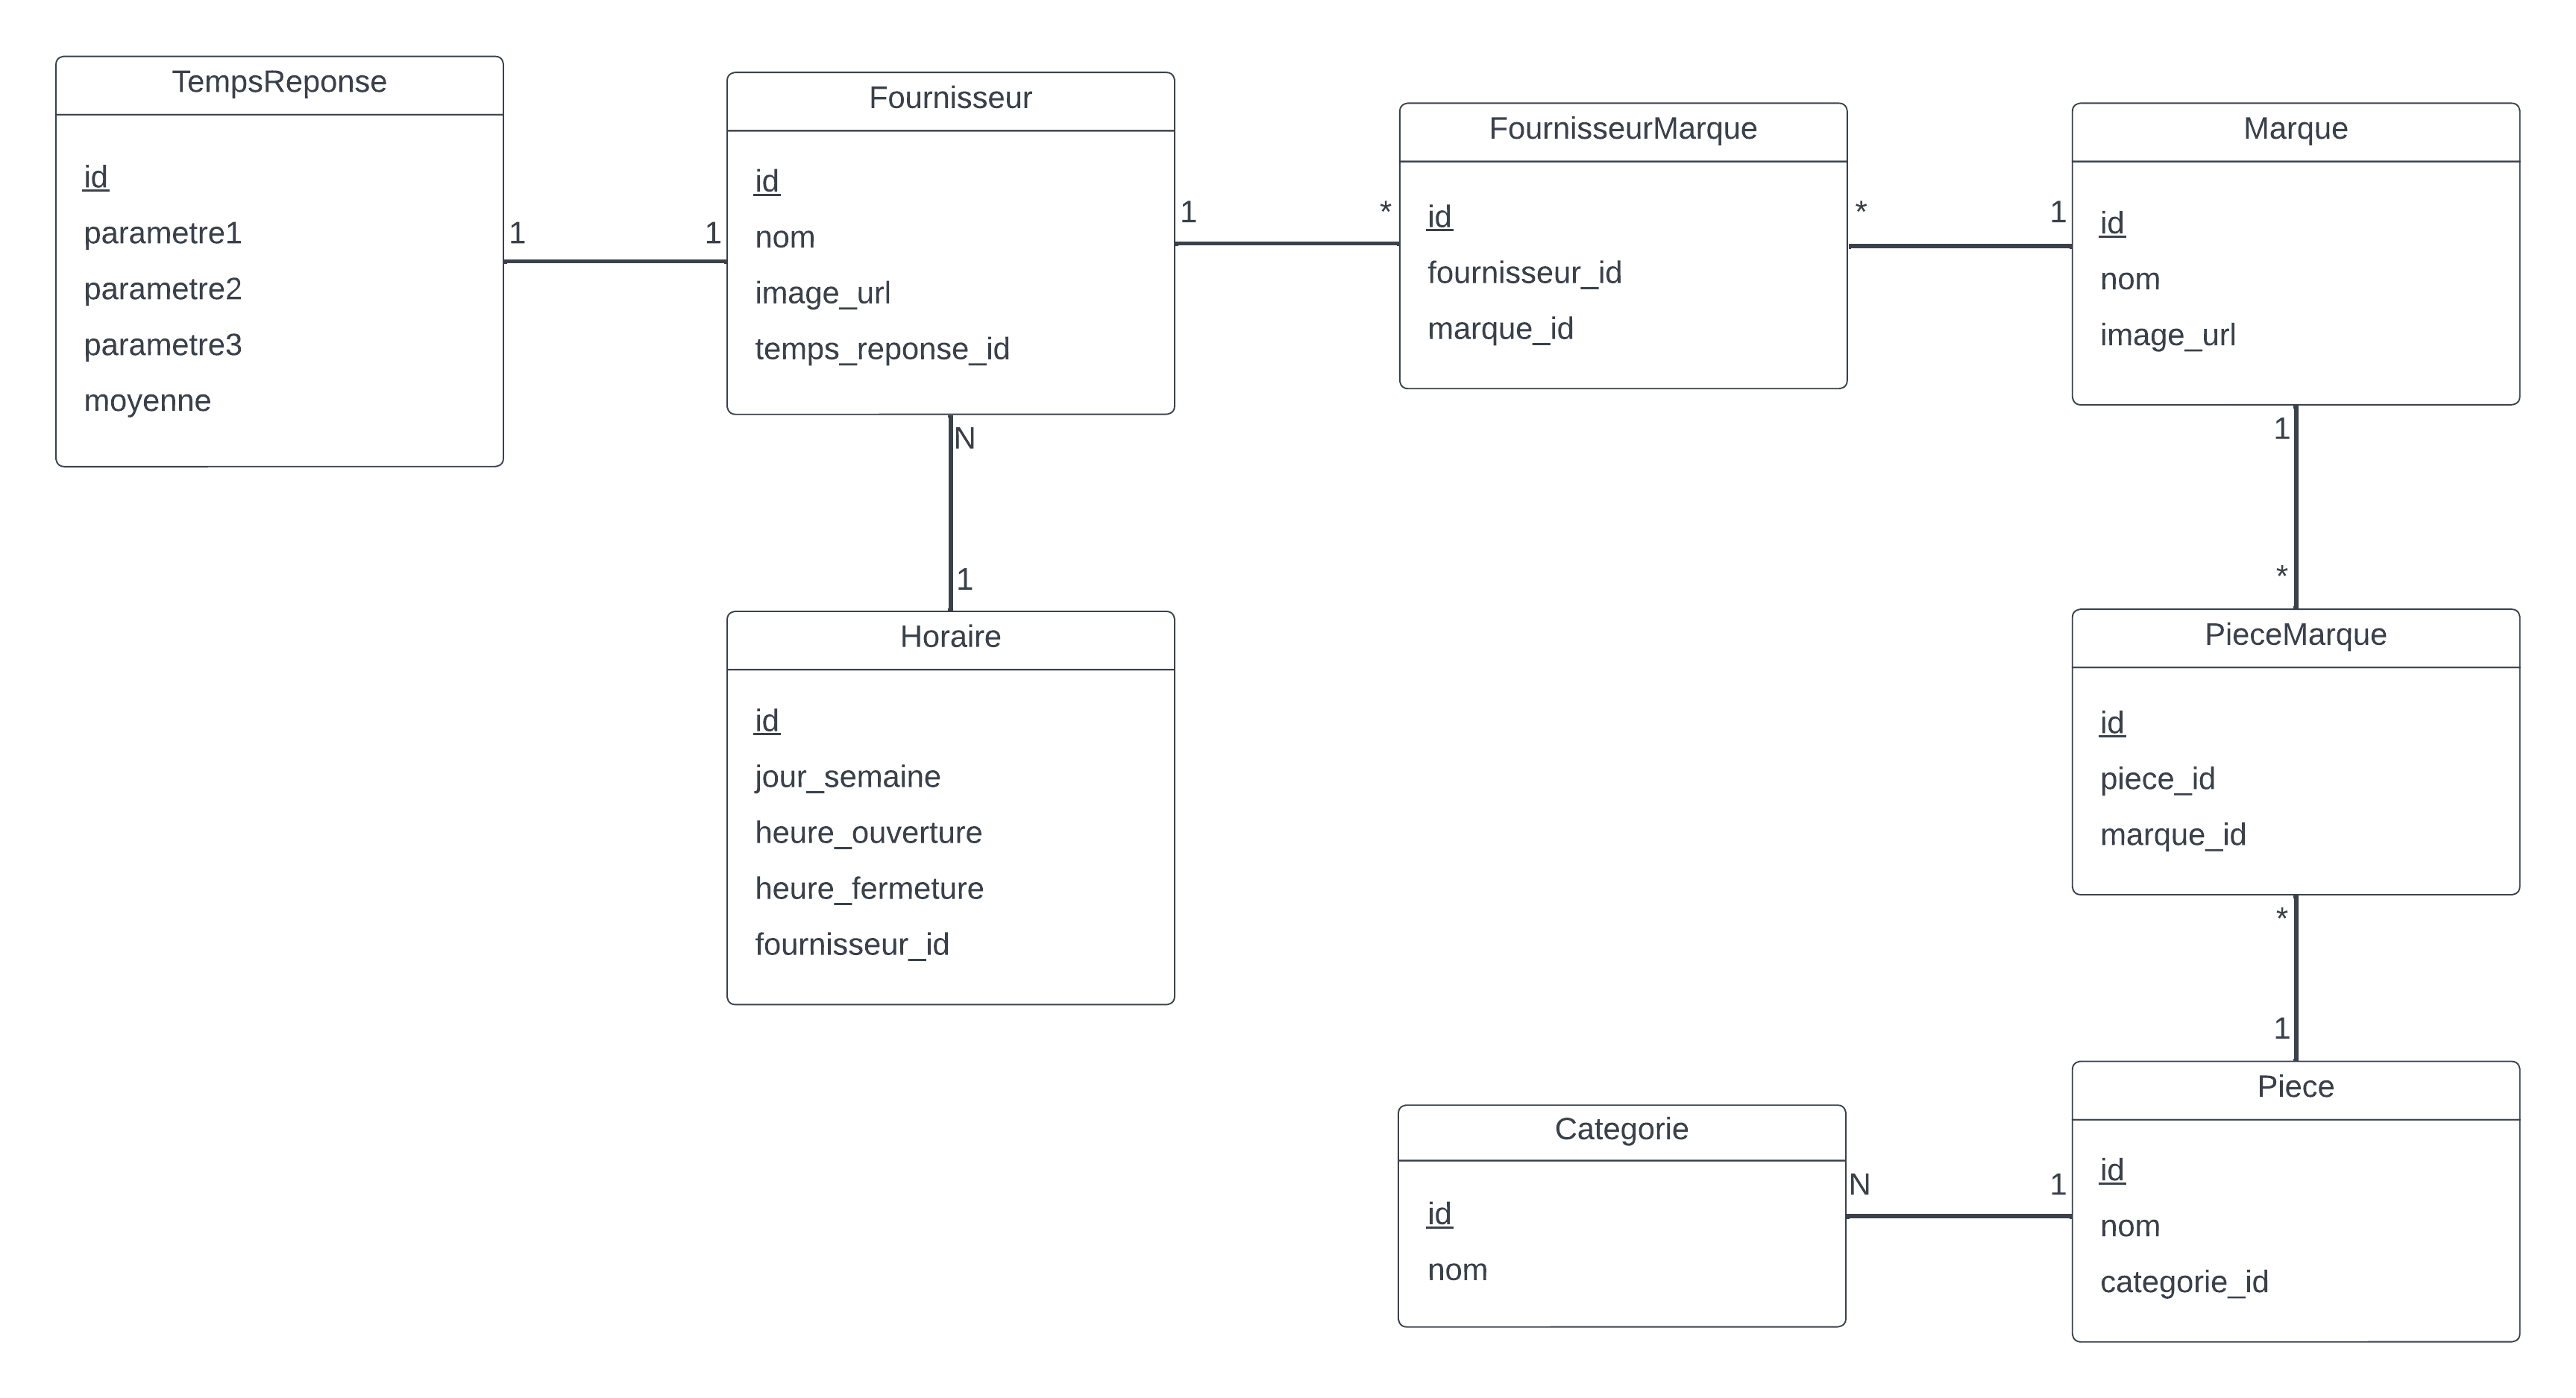 TempsReponse
id
parametre1
parametre2
parametre3
moyenne
1
1
Fournisseur
id
nom
image_url
temps_reponse_id
1
*
FournisseurMarque
id
fournisseur_id
marque_id
*
1
Marque
id
nom
image_url
N
1
Horaire
id
jour_semaine
heure_ouverture
heure_fermeture
fournisseur_id
1
*
PieceMarque
id
piece_id
marque_id
*
1
Categorie
id
nom
N
1
Piece
id
nom
categorie_id